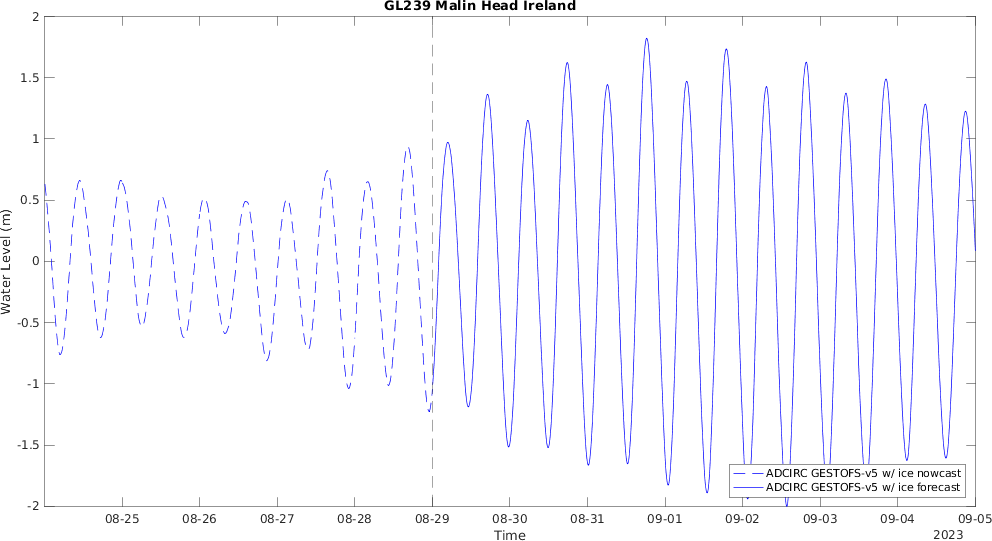 GL239 Malin Head Ireland
2
1.5
1
0.5
0
-0.5
-1
-1.5
-2
Water Level (m)
ADCIRC GESTOFS-v5 w/ ice nowcast
ADCIRC GESTOFS-v5 w/ ice forecast
08-25 08-26 08-27 08-28 08-29 08-30 08-31 09-01 09-02 09-03 09-04 09-05
Time
2023